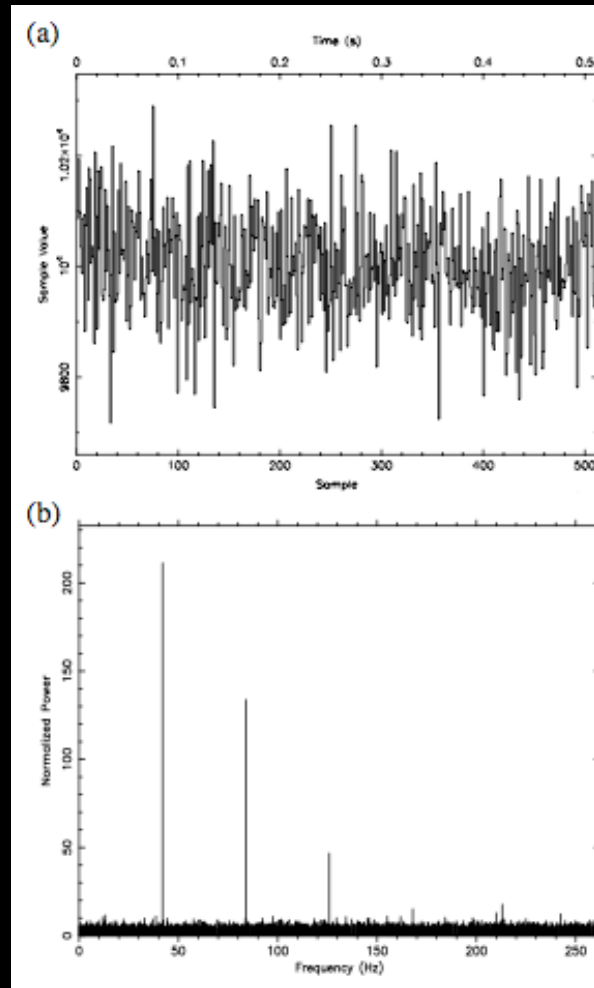 (a)
Time (s)
0 0.1 0.2 0.3 0.4 0.5
Sample Value
1.02×10⁴
10⁴
9800
0 100 200 300 400 500
Sample
(b)
Normalized Power
200
150
100
50
0
0 50 100 150 200 250
Frequency (Hz)